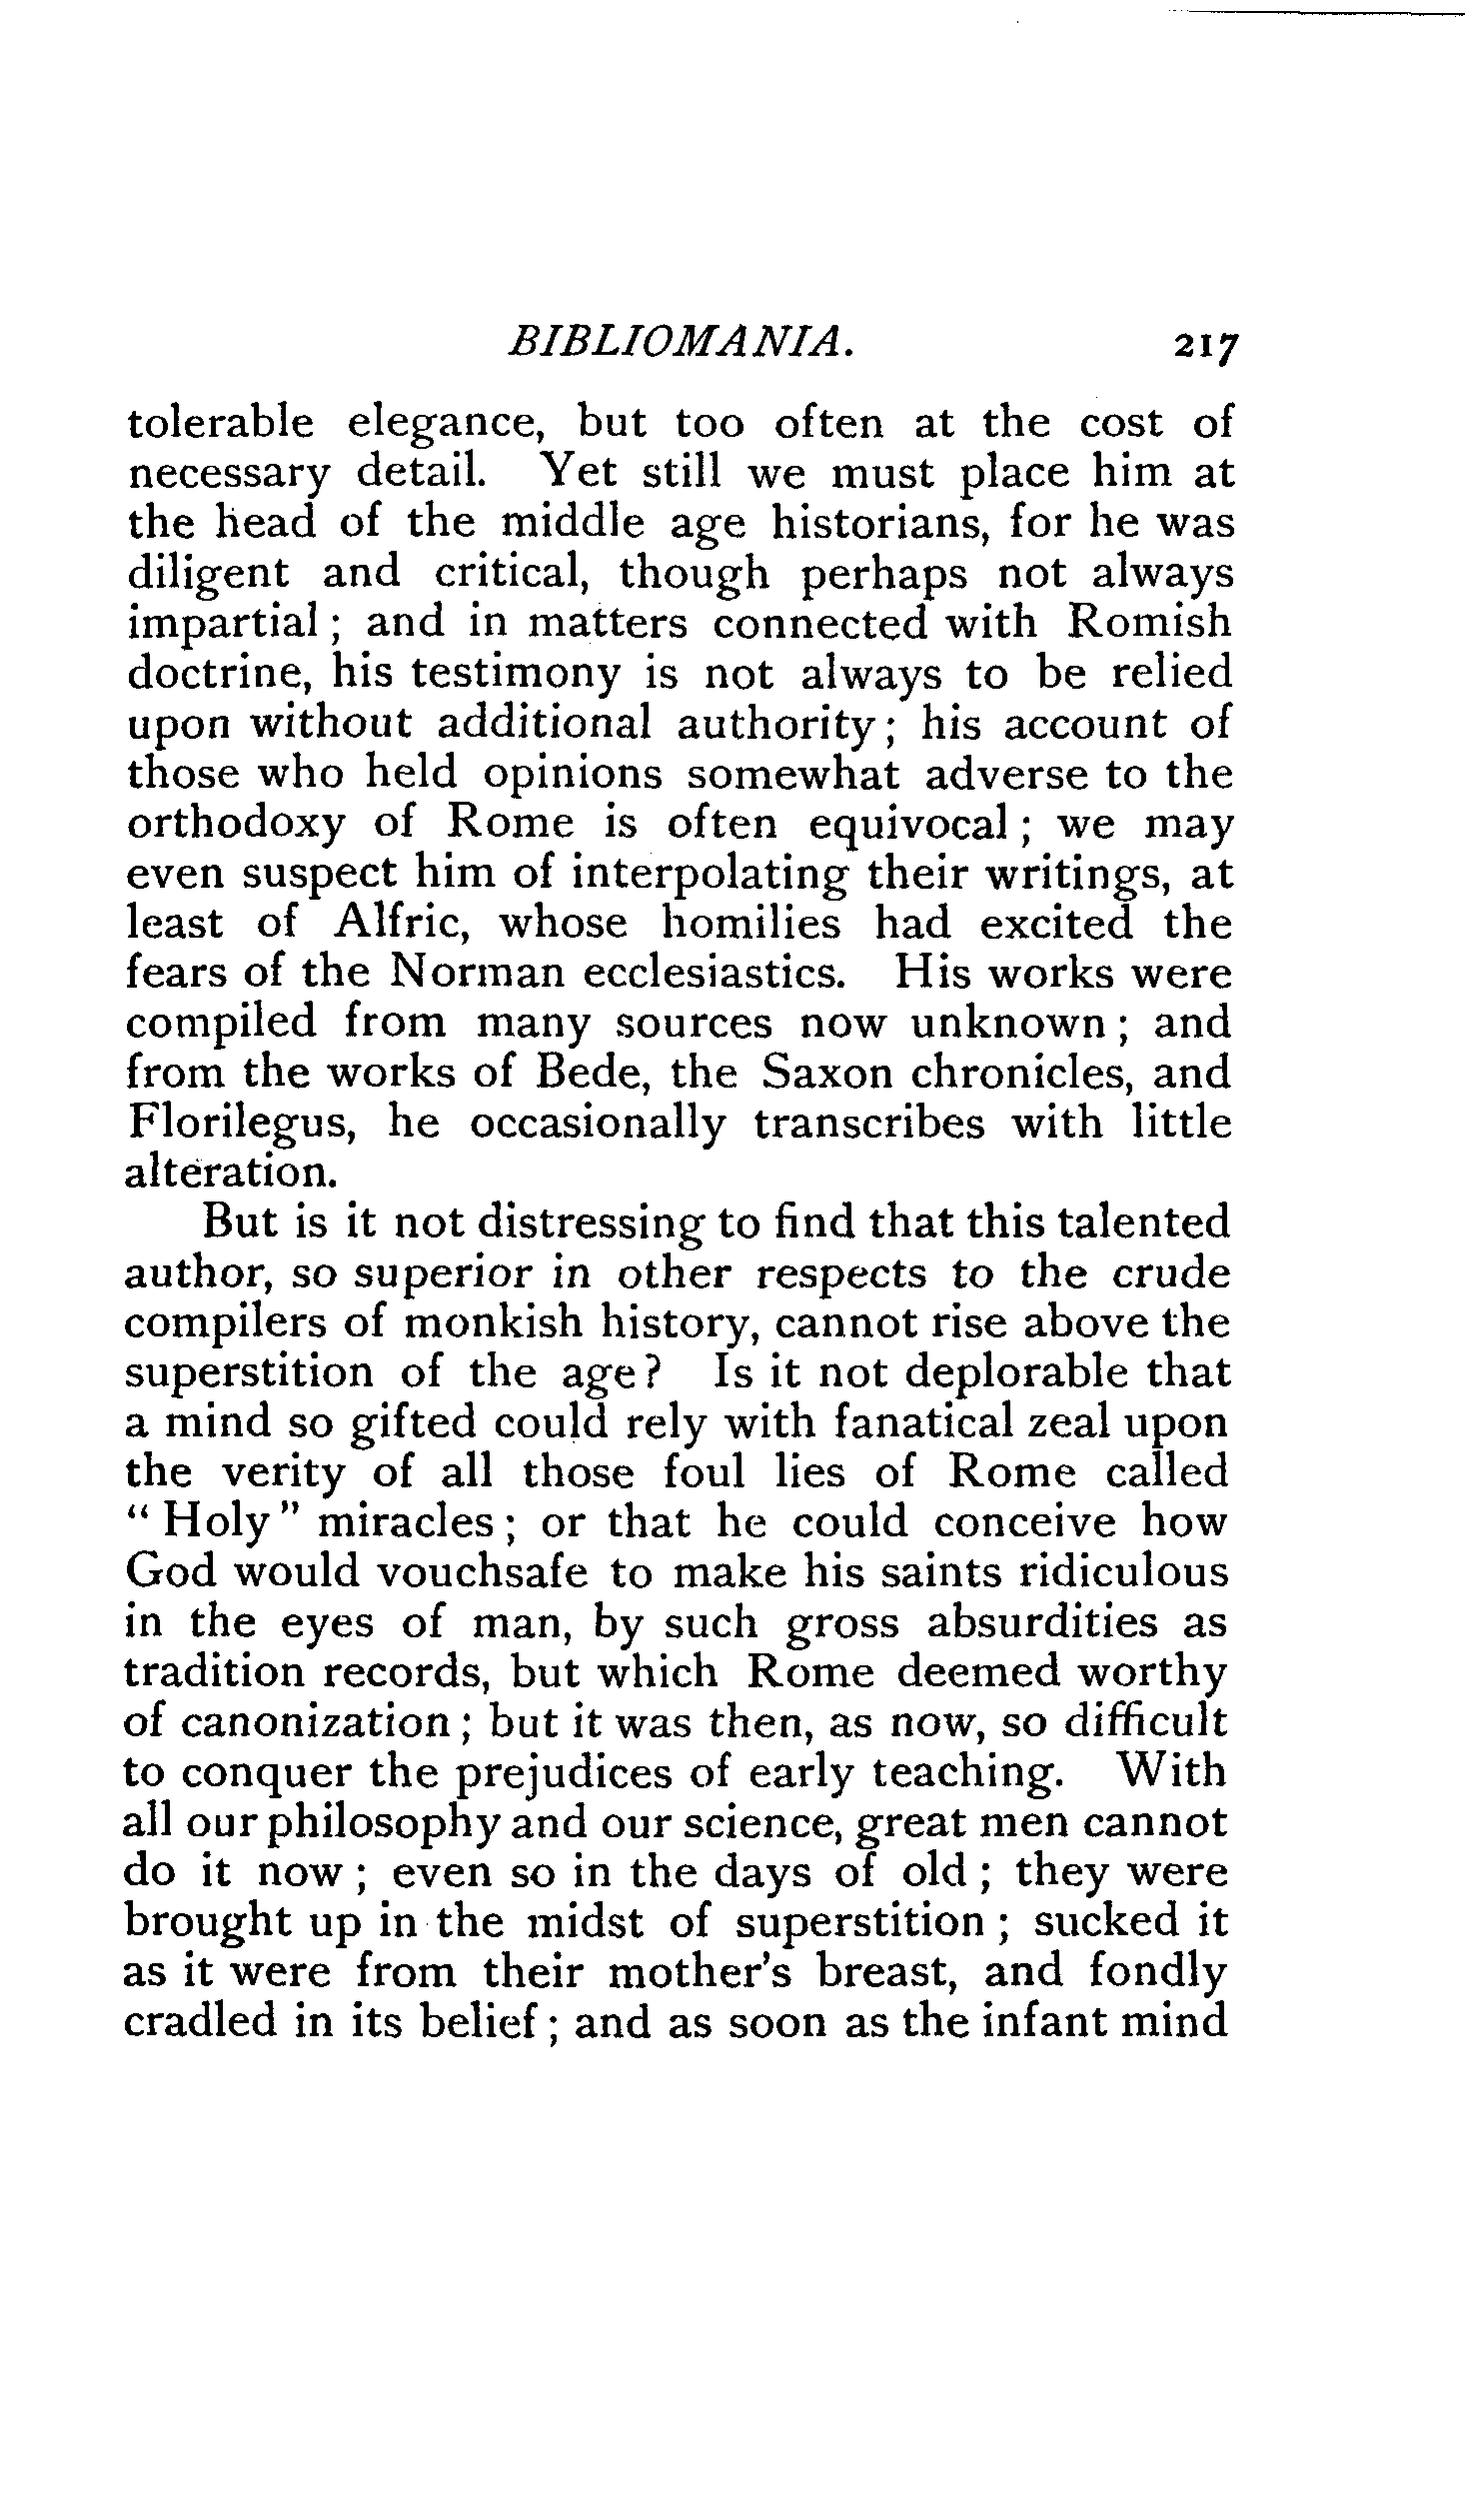 BIBLIOMANIA. 217
tolerable elegance, but too often at the cost of
necessary detail. Yet still we must place him at
the head of the middle age historians, for he was
diligent and critical, though perhaps not always
impartial; and in matters connected with Romish
doctrine, his testimony is not always to be relied
upon without additional authority; his account of
those who held opinions somewhat adverse to the
orthodoxy of Rome is often equivocal; we may
even suspect him of interpolating their writings, at
least of Alfric, whose homilies had excited the
fears of the Norman ecclesiastics. His works were
compiled from many sources now unknown; and
from the works of Bede, the Saxon chronicles, and
Florilegus, he occasionally transcribes with little
alteration.
But is it not distressing to find that this talented
author, so superior in other respects to the crude
compilers of monkish history, cannot rise above the
superstition of the age? Is it not deplorable that
a mind so gifted could rely with fanatical zeal upon
the verity of all those foul lies of Rome called
"Holy" miracles; or that he could conceive how
God would vouchsafe to make his saints ridiculous
in the eyes of man, by such gross absurdities as
tradition records, but which Rome deemed worthy
of canonization; but it was then, as now, so difficult
to conquer the prejudices of early teaching. With
all our philosophy and our science, great men cannot
do it now; even so in the days of old; they were
brought up in the midst of superstition; sucked it
as it were from their mother's breast, and fondly
cradled in its belief; and as soon as the infant mind